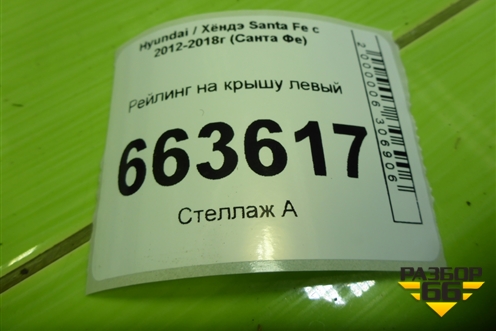 Hyundai / Хёндэ Santa Fe с
2012-2018г (Санта Фе)
Рейлинг на крышу левый
663617
Стеллаж А
2000006306906
РАЗБОР
66